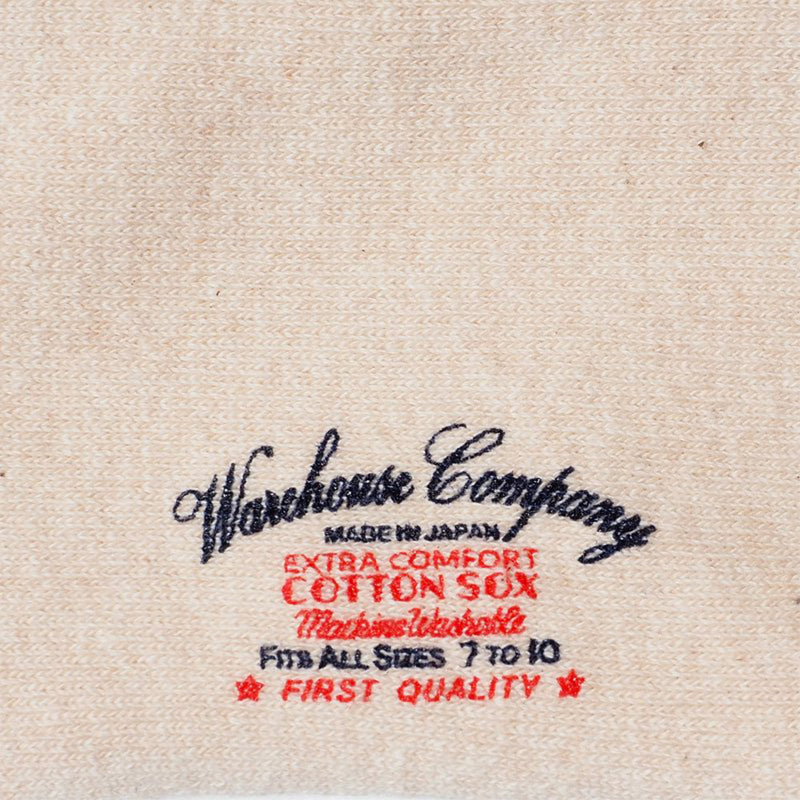 Warehouse Company
MADE IN JAPAN
EXTRA COMFORT
COTTON SOX
Machine Washable
FITS ALL SIZES 7 TO 10
★ FIRST QUALITY ★